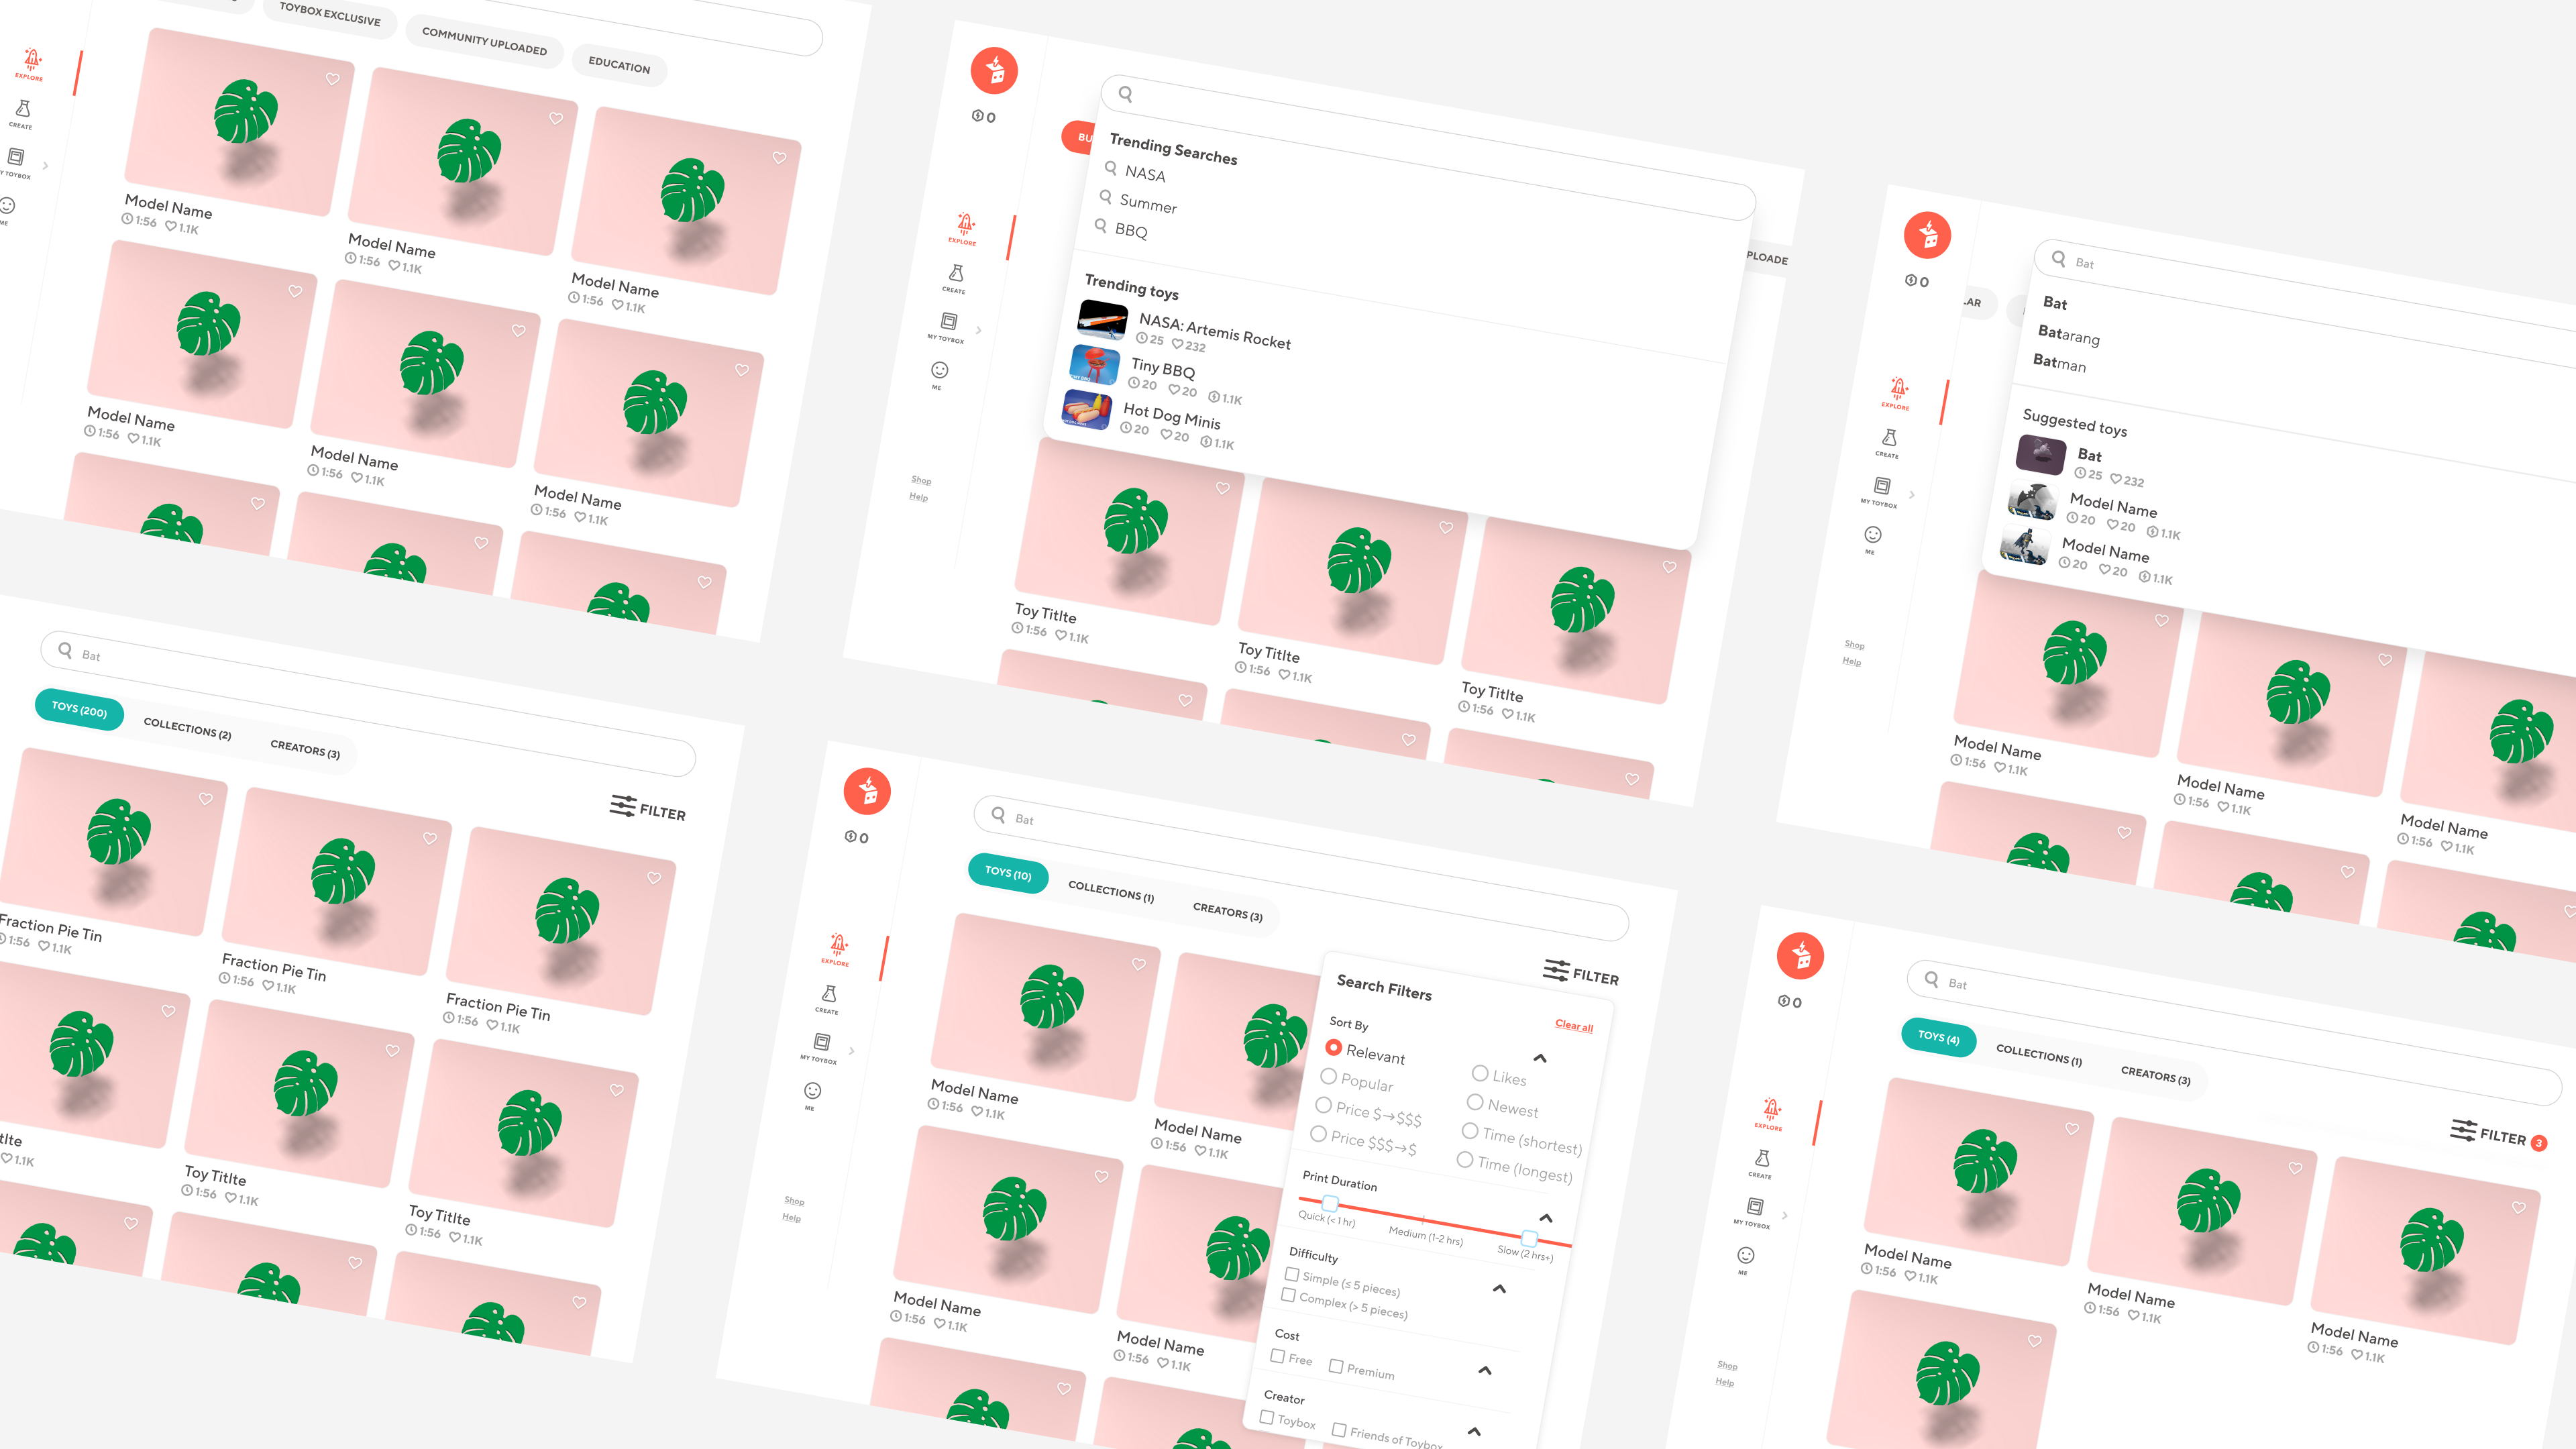 TOYBOX EXCLUSIVE
COMMUNITY UPLOADED
EDUCATION
EXPLORE
CREATE
Y TOYBOX
ME
Model Name
1:56 1.1K
Model Name
1:56 1.1K
Model Name
1:56 1.1K
Model Name
1:56 1.1K
Model Name
1:56 1.1K
Model Name
1:56 1.1K
0
EXPLORE
CREATE
MY TOYBOX
ME
Shop
Help
BU
PLOADE
Trending Searches
NASA
Summer
BBQ
Trending toys
NASA: Artemis Rocket
25 232
Tiny BBQ
20 20 1.1K
Hot Dog Minis
20 20 1.1K
Toy Titlte
1:56 1.1K
Toy Titlte
1:56 1.1K
Toy Titlte
1:56 1.1K
0
EXPLORE
CREATE
MY TOYBOX
ME
Shop
Help
LAR
Bat
Bat
Batarang
Batman
Suggested toys
Bat
25 232
Model Name
20 20 1.1K
Model Name
20 20 1.1K
Model Name
1:56 1.1K
Model Name
1:56 1.1K
Model Name
1:56 1.1K
Bat
TOYS (200)
COLLECTIONS (2)
CREATORS (3)
FILTER
Fraction Pie Tin
1:56 1.1K
Fraction Pie Tin
1:56 1.1K
Fraction Pie Tin
1:56 1.1K
tlte
1.1K
Toy Titlte
1:56 1.1K
Toy Titlte
1:56 1.1K
0
EXPLORE
CREATE
MY TOYBOX
ME
Shop
Help
Bat
TOYS (10)
COLLECTIONS (1)
CREATORS (3)
FILTER
Model Name
1:56 1.1K
Model Name
1:56 1.1K
Model Name
1:56 1.1K
Model Name
1:56 1.1K
Search Filters
Clear all
Sort By
Relevant
Popular
Price $→$$$
Price $$$→$
Likes
Newest
Time (shortest)
Time (longest)
Print Duration
Quick (< 1 hr)
Medium (1-2 hrs)
Slow (2 hrs+)
Difficulty
Simple (≤ 5 pieces)
Complex (> 5 pieces)
Cost
Free
Premium
Creator
Toybox
Friends of Toybox
0
EXPLORE
CREATE
MY TOYBOX
ME
Shop
Help
Bat
TOYS (4)
COLLECTIONS (1)
CREATORS (3)
FILTER 3
Model Name
1:56 1.1K
Model Name
1:56 1.1K
Model Name
1:56 1.1K